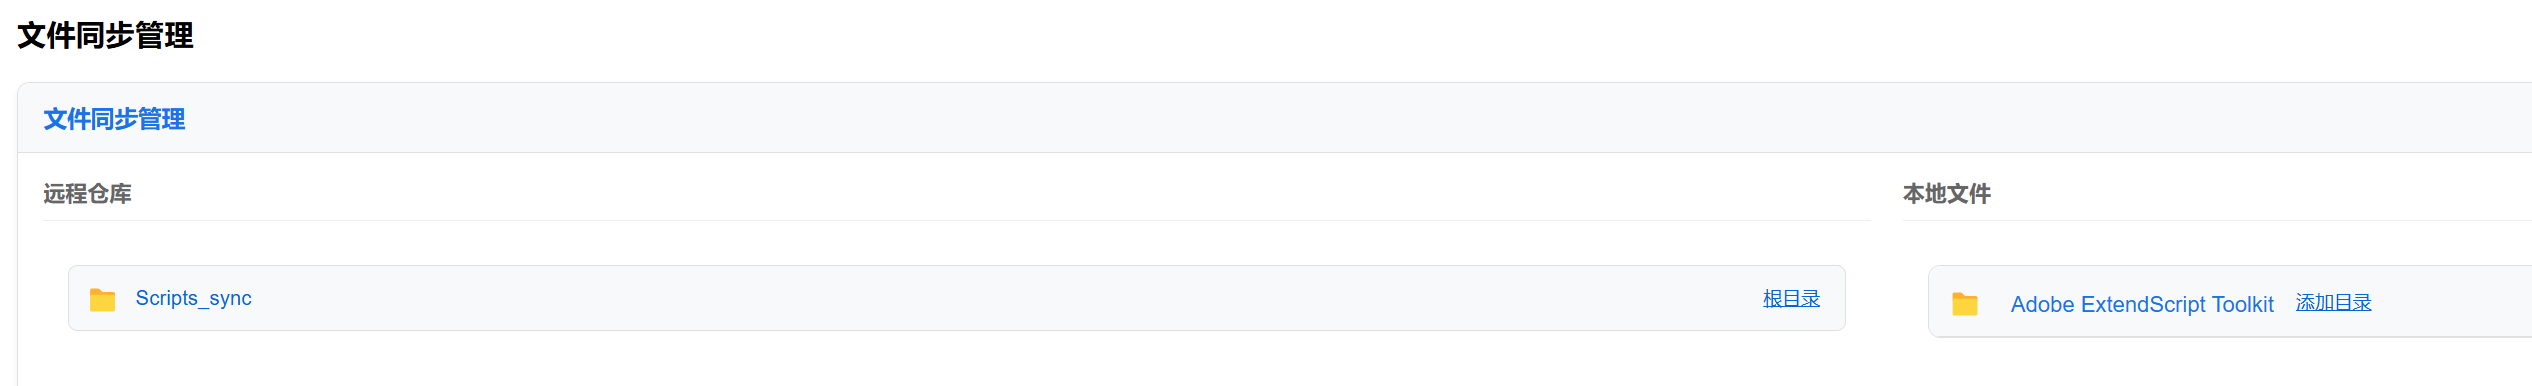 文件同步管理
文件同步管理
远程仓库
Scripts_sync
根目录
本地文件
Adobe ExtendScript Toolkit 添加目录